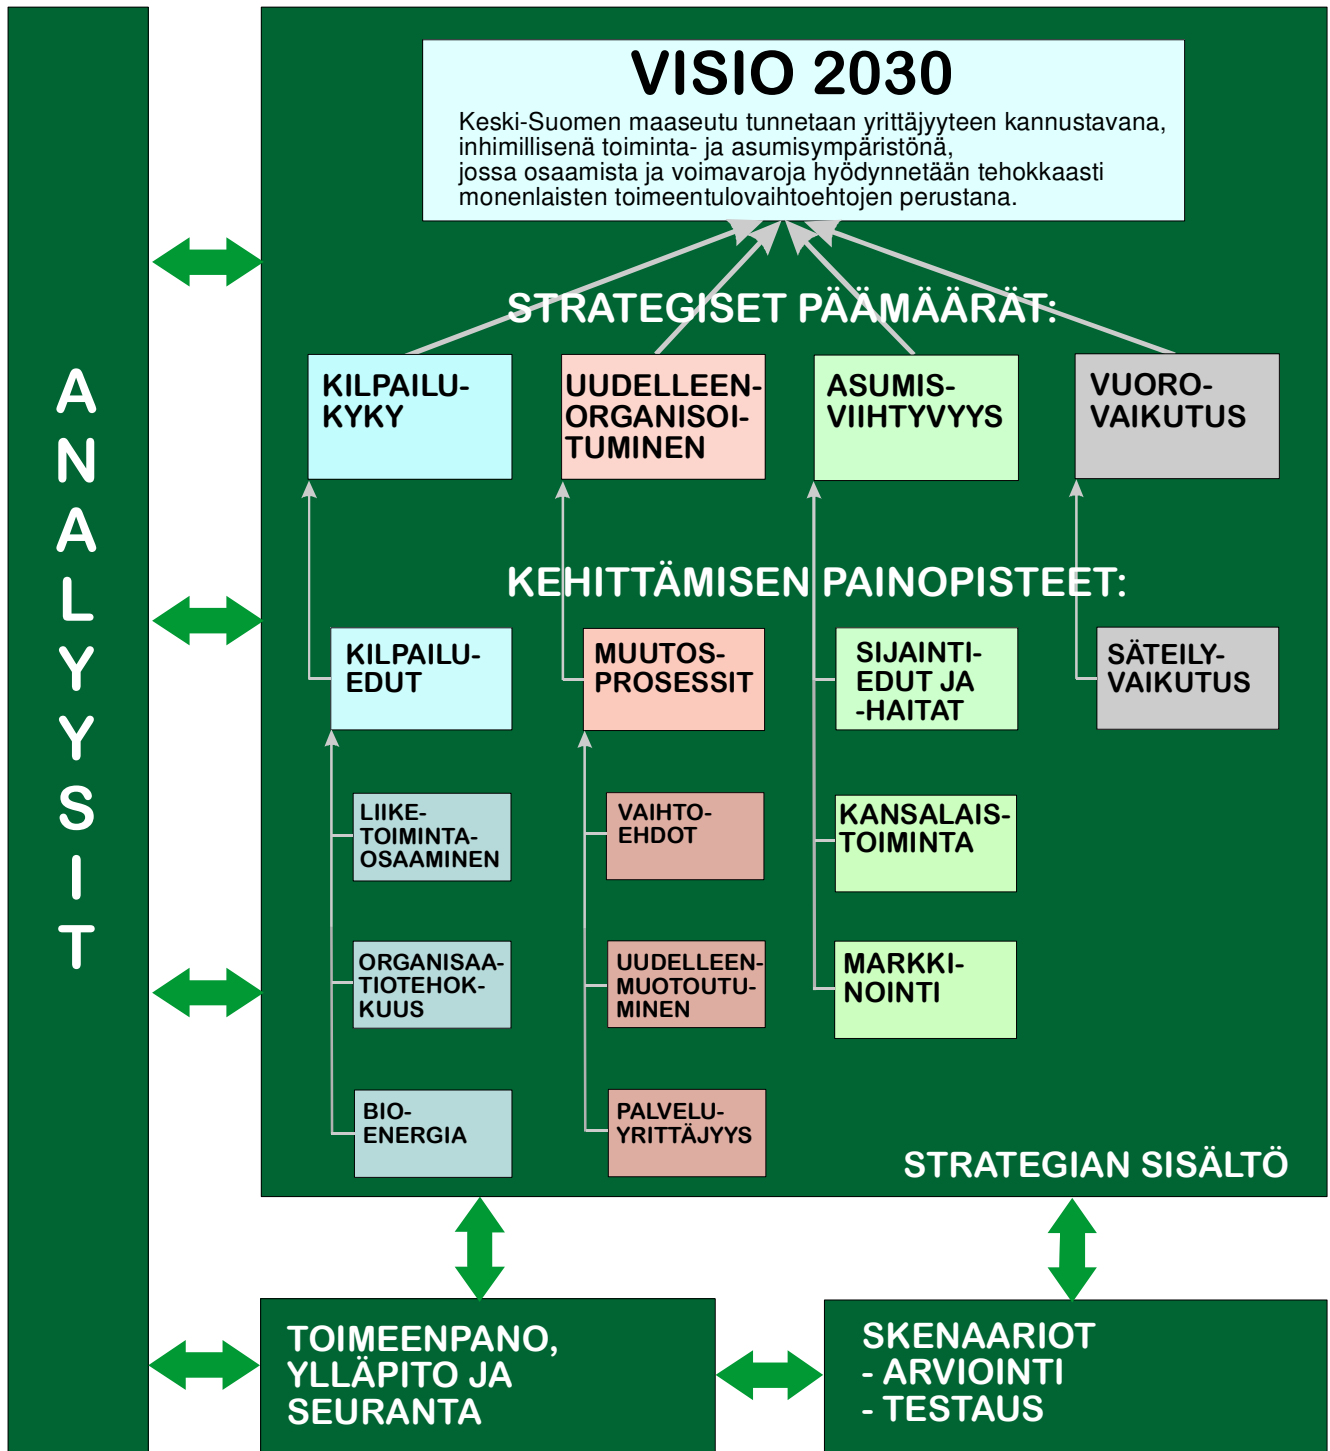 A
N
A
L
Y
Y
S
I
T
VISIO 2030
Keski-Suomen maaseutu tunnetaan yrittäjyyteen kannustavana,
inhimillisenä toiminta- ja asumisympäristönä,
jossa osaamista ja voimavaroja hyödynnetään tehokkaasti
monenlaisten toimeentulovaihtoehtojen perustana.
STRATEGISET PÄÄMÄÄRÄT:
KILPAILU-
KYKY
UUDELLEEN-
ORGANISOI-
TUMINEN
ASUMIS-
VIIHTYVYYS
VUORO-
VAIKUTUS
KEHITTÄMISEN PAINOPISTEET:
KILPAILU-
EDUT
MUUTOS-
PROSESSIT
SIJAINTI-
EDUT JA
-HAITAT
SÄTEILY-
VAIKUTUS
LIIKE-
TOIMINTA-
OSAAMINEN
VAIHTO-
EHDOT
KANSALAIS-
TOIMINTA
ORGANISAA-
TIOTEHOK-
KUUS
UUDELLEEN-
MUOTOUTU-
MINEN
MARKKI-
NOINTI
BIO-
ENERGIA
PALVELU-
YRITTÄJYYS
STRATEGIAN SISÄLTÖ
TOIMEENPANO,
YLLÄPITO JA
SEURANTA
SKENAARIOT
- ARVIOINTI
- TESTAUS